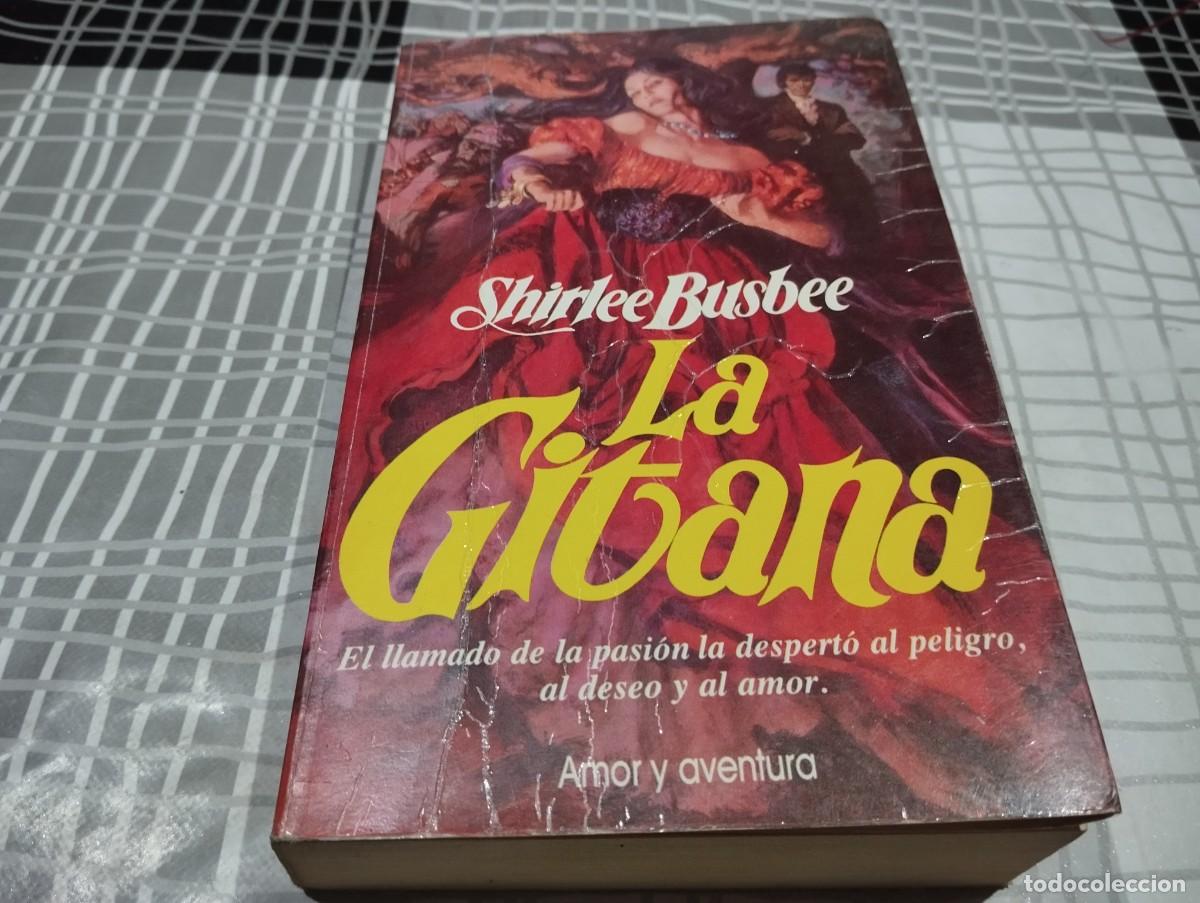 Shirlee Busbee
La
Gitana
El llamado de la pasión la despertó al peligro,
al deseo y al amor.
Amor y aventura
todocoleccion